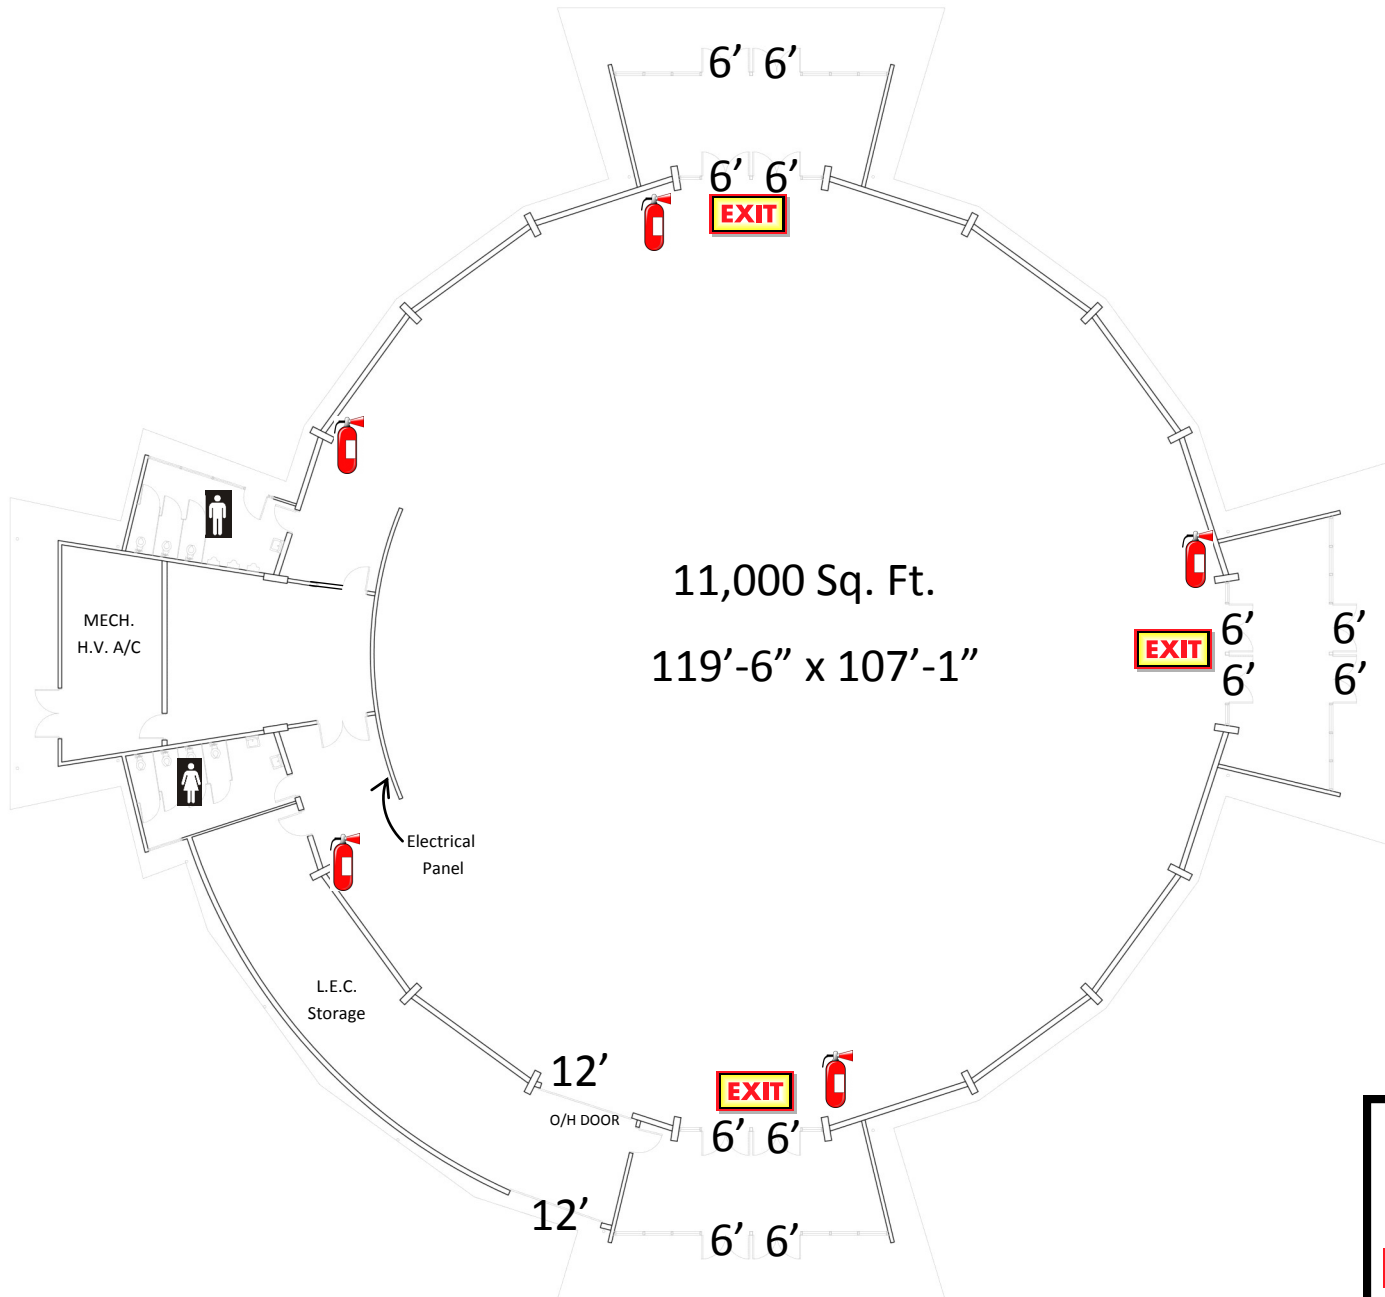 6’ 6’
6’ 6’
EXIT
11,000 Sq. Ft.
119’-6” x 107’-1”
MECH.
H.V. A/C
EXIT
6’ 6’
6’ 6’
Electrical
Panel
L.E.C.
Storage
12’
O/H DOOR
EXIT
6’ 6’
12’
6’ 6’